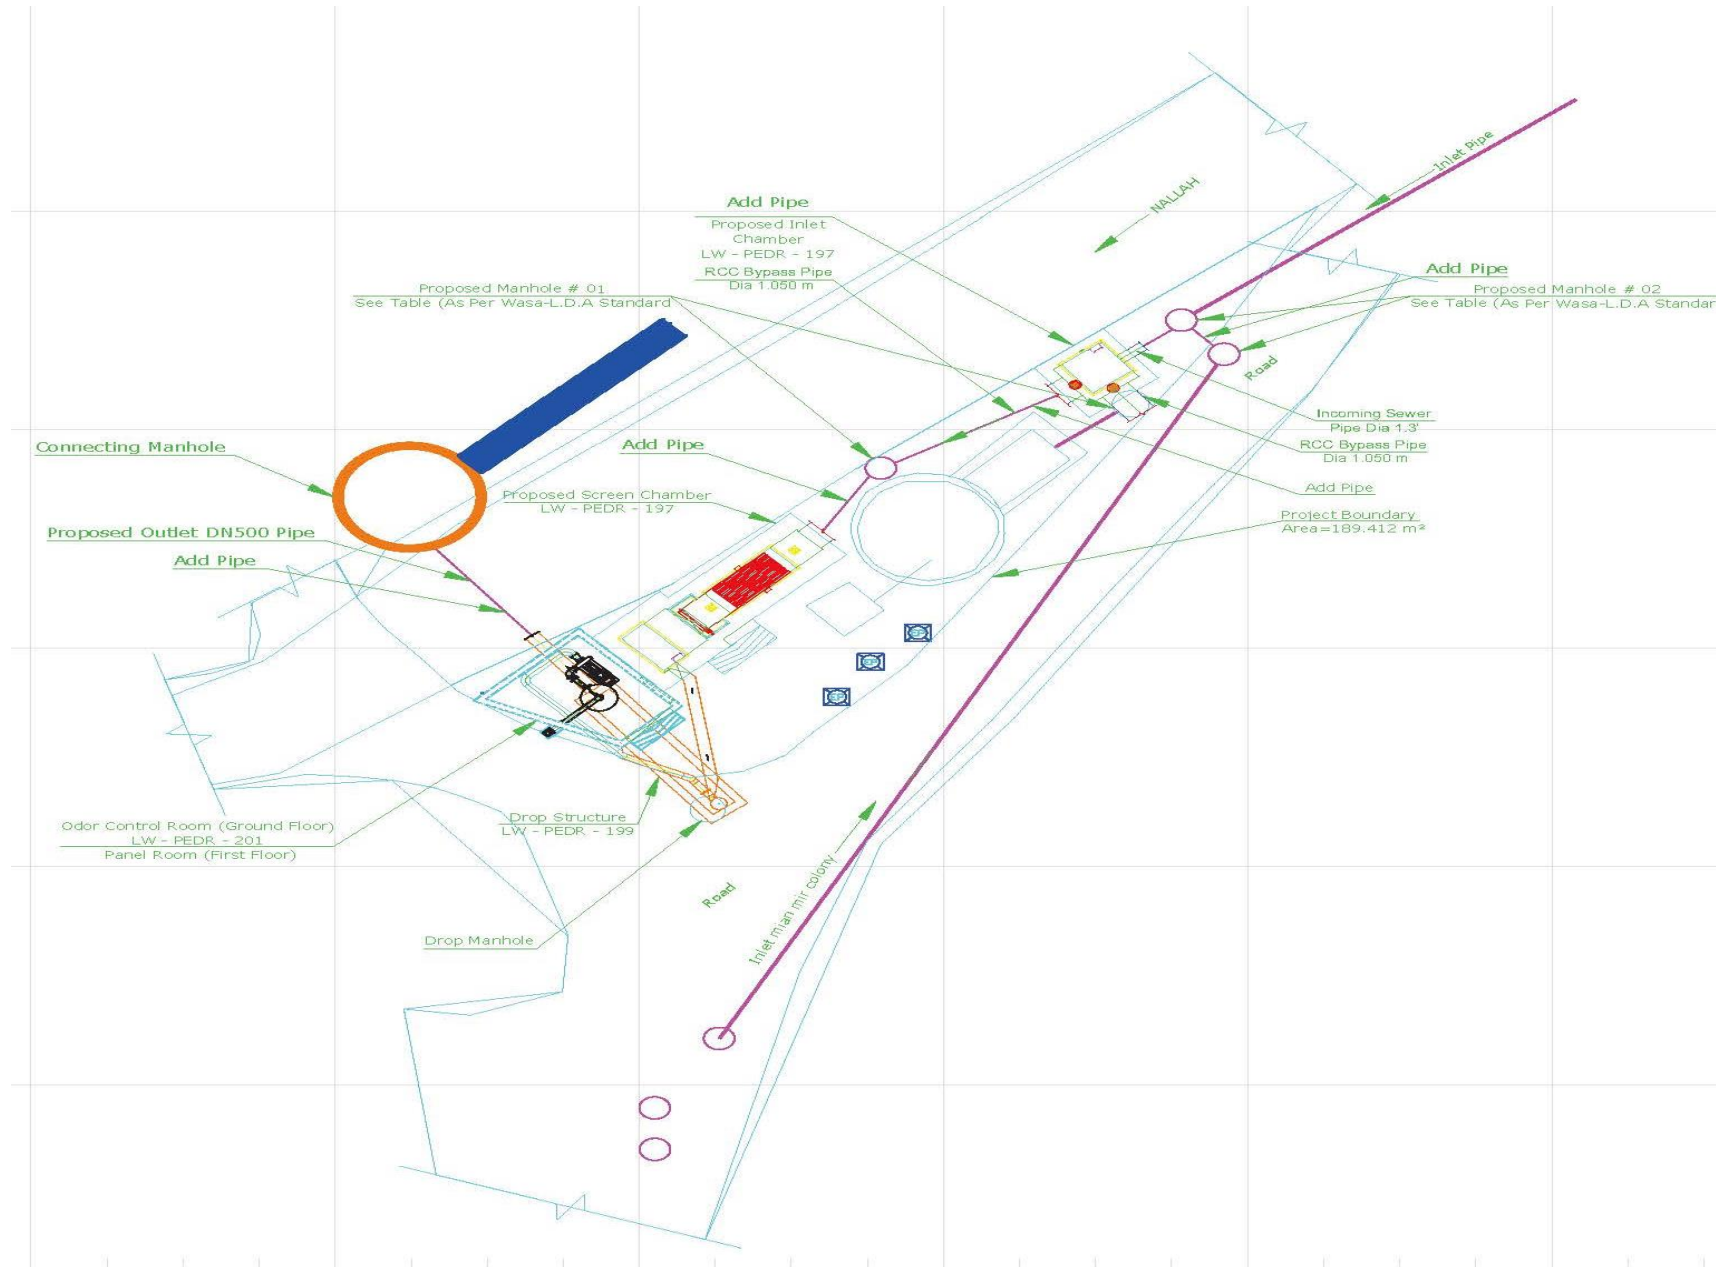 Inlet Pipe
NALLAH
Add Pipe
Proposed Inlet
Chamber
LW - PEDR - 197
RCC Bypass Pipe
Dia 1.050 m
Add Pipe
Proposed Manhole # 02
See Table (As Per Wasa-L.D.A Standar
Proposed Manhole # 01
See Table (As Per Wasa-L.D.A Standard
Road
Incoming Sewer
Pipe Dia 1.3'
RCC Bypass Pipe
Dia 1.050 m
Connecting Manhole
Add Pipe
Add Pipe
Proposed Screen Chamber
LW - PEDR - 197
Project Boundary
Area=189.412 m²
Proposed Outlet DN500 Pipe
Add Pipe
Drop Structure
LW - PEDR - 199
Odor Control Room (Ground Floor)
LW - PEDR - 201
Panel Room (First Floor)
Road
Inlet mian mir colony
Drop Manhole